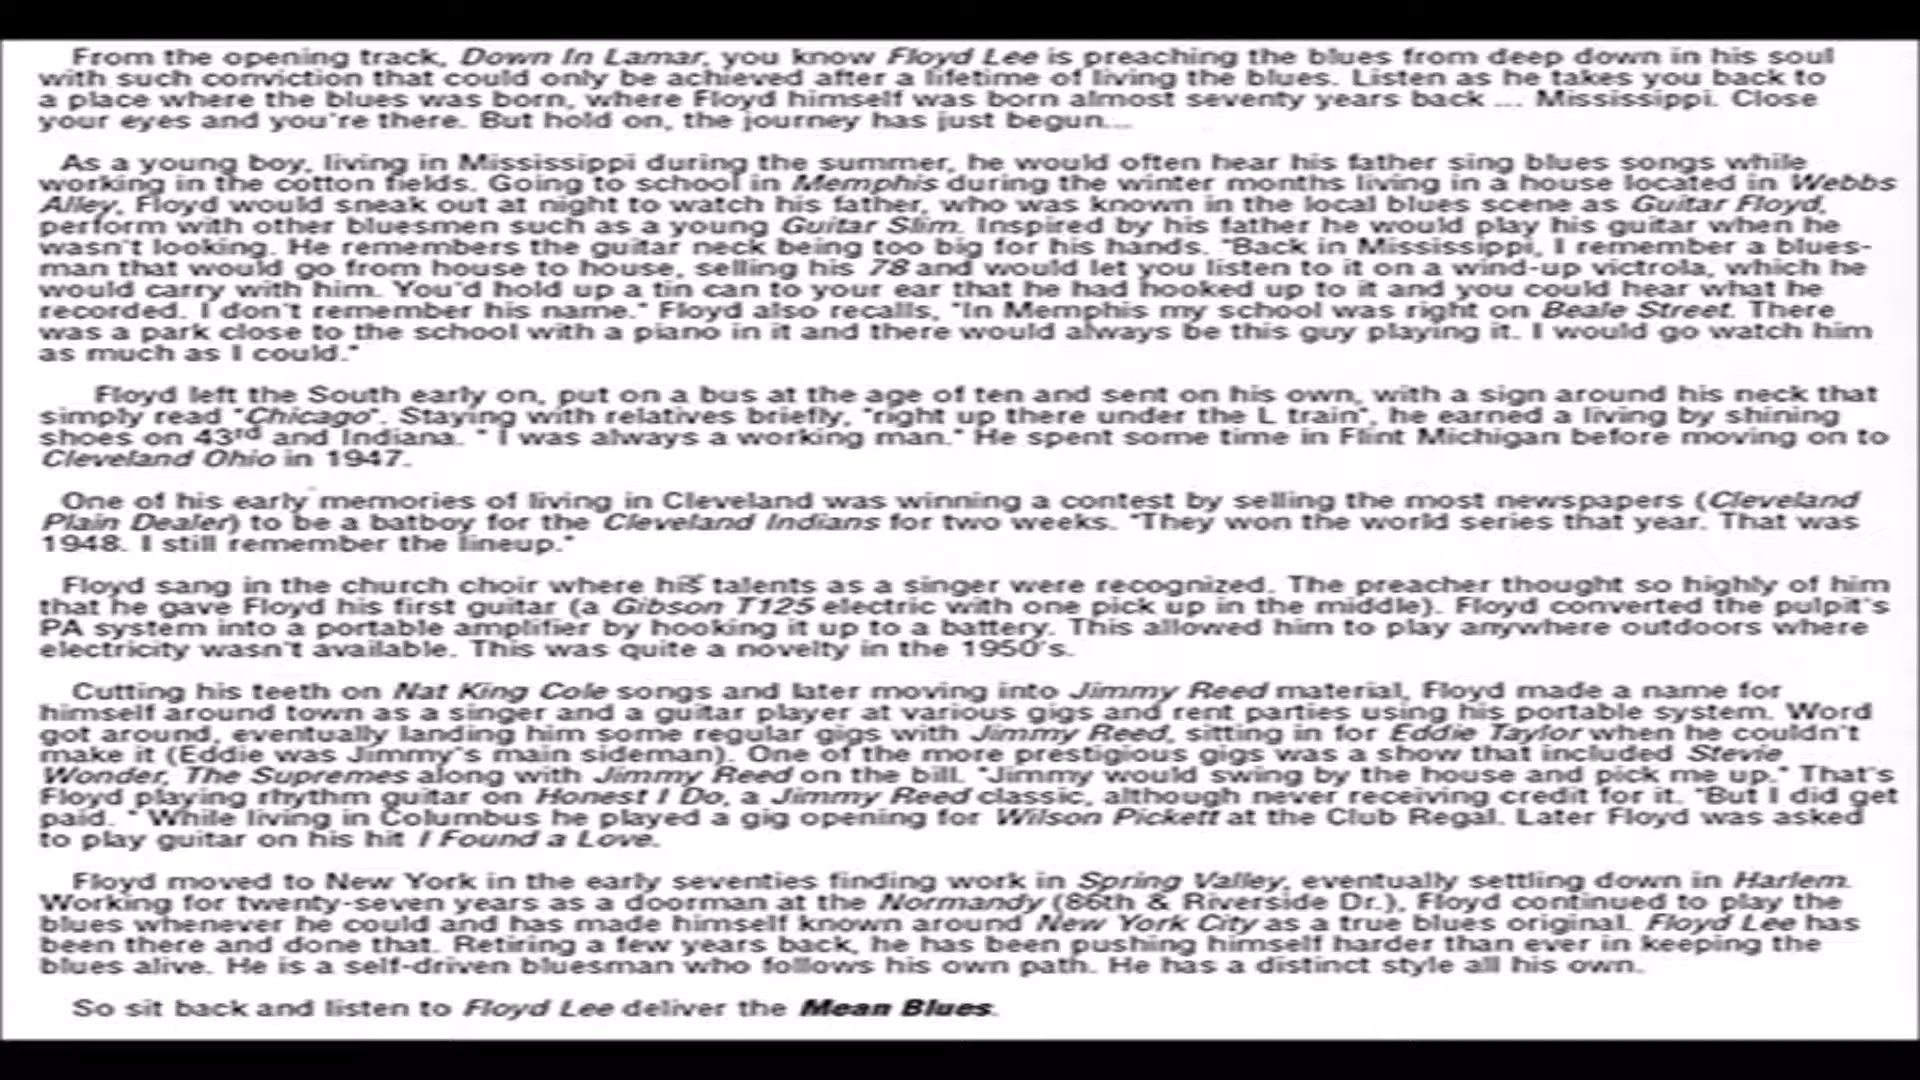 From the opening track, Down In Lamar, you know Floyd Lee is preaching the blues from deep down in his soul
with such conviction that could only be achieved after a lifetime of living the blues. Listen as he takes you back to
a place where the blues was born, where Floyd himself was born almost seventy years back ... Mississippi. Close
your eyes and you're there. But hold on, the journey has just begun...
As a young boy, living in Mississippi during the summer, he would often hear his father sing blues songs while
working in the cotton fields. Going to school in Memphis during the winter months living in a house located in Webbs
Alley, Floyd would sneak out at night to watch his father, who was known in the local blues scene as Guitar Floyd,
perform with other bluesmen such as a young Guitar Slim. Inspired by his father he would play his guitar when he
wasn't looking. He remembers the guitar neck being too big for his hands. "Back in Mississippi, I remember a blues-
man that would go from house to house, selling his 78 and would let you listen to it on a wind-up victrola, which he
would carry with him. You'd hold up a tin can to your ear that he had hooked up to it and you could hear what he
recorded. I don't remember his name." Floyd also recalls, "In Memphis my school was right on Beale Street. There
was a park close to the school with a piano in it and there would always be this guy playing it. I would go watch him
as much as I could."
Floyd left the South early on, put on a bus at the age of ten and sent on his own, with a sign around his neck that
simply read "Chicago". Staying with relatives briefly, "right up there under the L train", he earned a living by shining
shoes on 43rd and Indiana. " I was always a working man." He spent some time in Flint Michigan before moving on to
Cleveland Ohio in 1947.
One of his early memories of living in Cleveland was winning a contest by selling the most newspapers (Cleveland
Plain Dealer) to be a batboy for the Cleveland Indians for two weeks. "They won the world series that year. That was
1948. I still remember the lineup."
Floyd sang in the church choir where his talents as a singer were recognized. The preacher thought so highly of him
that he gave Floyd his first guitar (a Gibson T125 electric with one pick up in the middle). Floyd converted the pulpit's
PA system into a portable amplifier by hooking it up to a battery. This allowed him to play anywhere outdoors where
electricity wasn't available. This was quite a novelty in the 1950's.
Cutting his teeth on Nat King Cole songs and later moving into Jimmy Reed material, Floyd made a name for
himself around town as a singer and a guitar player at various gigs and rent parties using his portable system. Word
got around, eventually landing him some regular gigs with Jimmy Reed, sitting in for Eddie Taylor when he couldn't
make it (Eddie was Jimmy's main sideman). One of the more prestigious gigs was a show that included Stevie
Wonder, The Supremes along with Jimmy Reed on the bill. "Jimmy would swing by the house and pick me up." That's
Floyd playing rhythm guitar on Honest I Do, a Jimmy Reed classic, although never receiving credit for it. "But I did get
paid. " While living in Columbus he played a gig opening for Wilson Pickett at the Club Regal. Later Floyd was asked
to play guitar on his hit I Found a Love.
Floyd moved to New York in the early seventies finding work in Spring Valley, eventually settling down in Harlem.
Working for twenty-seven years as a doorman at the Normandy (86th & Riverside Dr.), Floyd continued to play the
blues whenever he could and has made himself known around New York City as a true blues original. Floyd Lee has
been there and done that. Retiring a few years back, he has been pushing himself harder than ever in keeping the
blues alive. He is a self-driven bluesman who follows his own path. He has a distinct style all his own.
So sit back and listen to Floyd Lee deliver the Mean Blues.